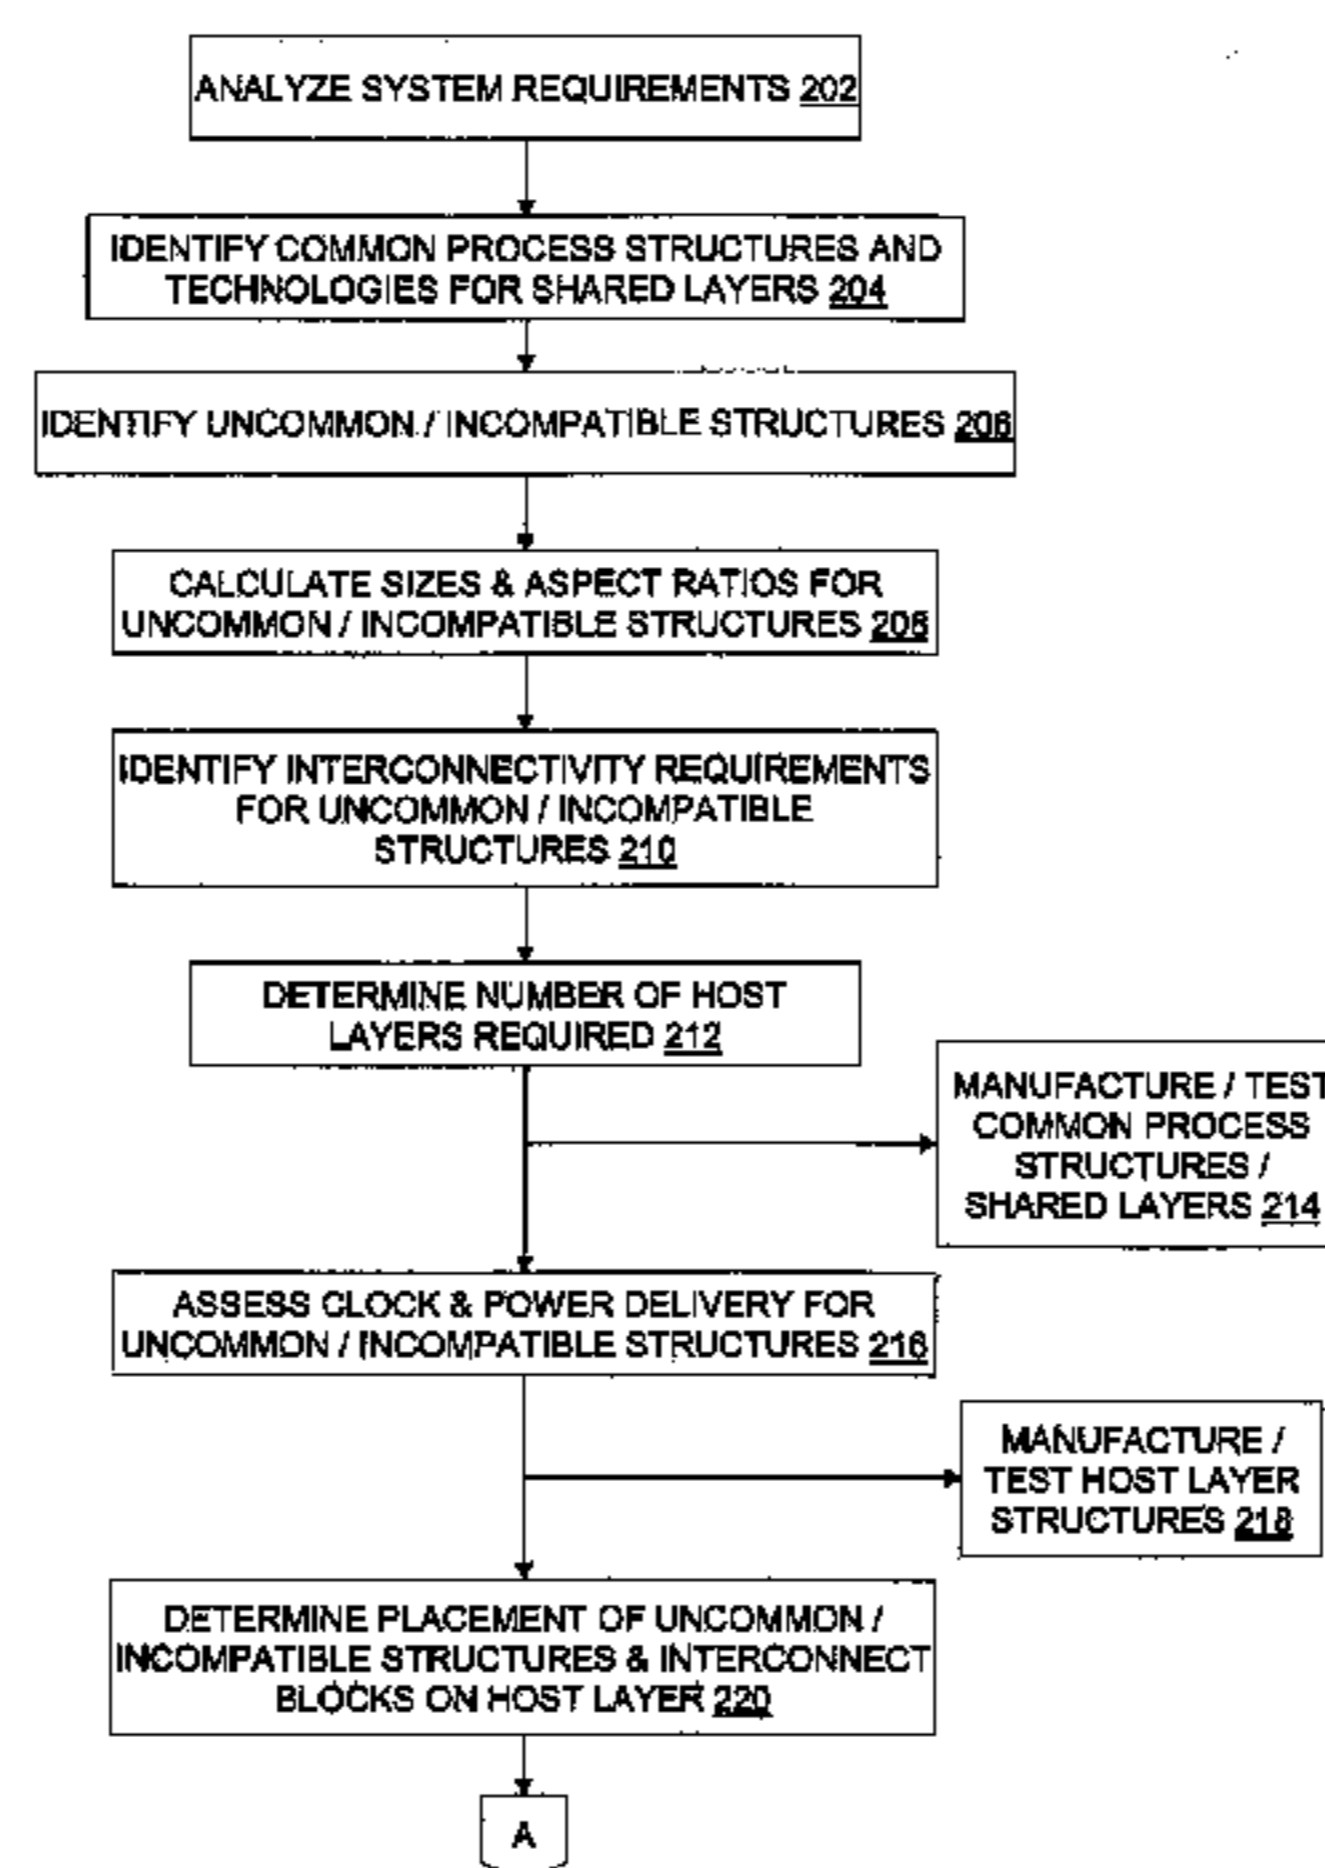 ANALYZE SYSTEM REQUIREMENTS 202
IDENTIFY COMMON PROCESS STRUCTURES AND
TECHNOLOGIES FOR SHARED LAYERS 204
IDENTIFY UNCOMMON / INCOMPATIBLE STRUCTURES 206
CALCULATE SIZES & ASPECT RATIOS FOR
UNCOMMON / INCOMPATIBLE STRUCTURES 208
IDENTIFY INTERCONNECTIVITY REQUIREMENTS
FOR UNCOMMON / INCOMPATIBLE
STRUCTURES 210
DETERMINE NUMBER OF HOST
LAYERS REQUIRED 212
MANUFACTURE / TEST
COMMON PROCESS
STRUCTURES /
SHARED LAYERS 214
ASSESS CLOCK & POWER DELIVERY FOR
UNCOMMON / INCOMPATIBLE STRUCTURES 216
MANUFACTURE /
TEST HOST LAYER
STRUCTURES 218
DETERMINE PLACEMENT OF UNCOMMON /
INCOMPATIBLE STRUCTURES & INTERCONNECT
BLOCKS ON HOST LAYER 220
A